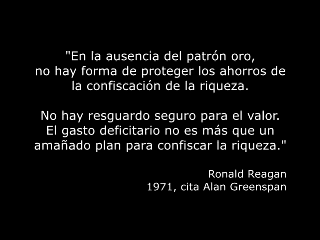 "En la ausencia del patrón oro,
no hay forma de proteger los ahorros de
la confiscación de la riqueza.
No hay resguardo seguro para el valor.
El gasto deficitario no es más que un
amañado plan para confiscar la riqueza."
Ronald Reagan
1971, cita Alan Greenspan